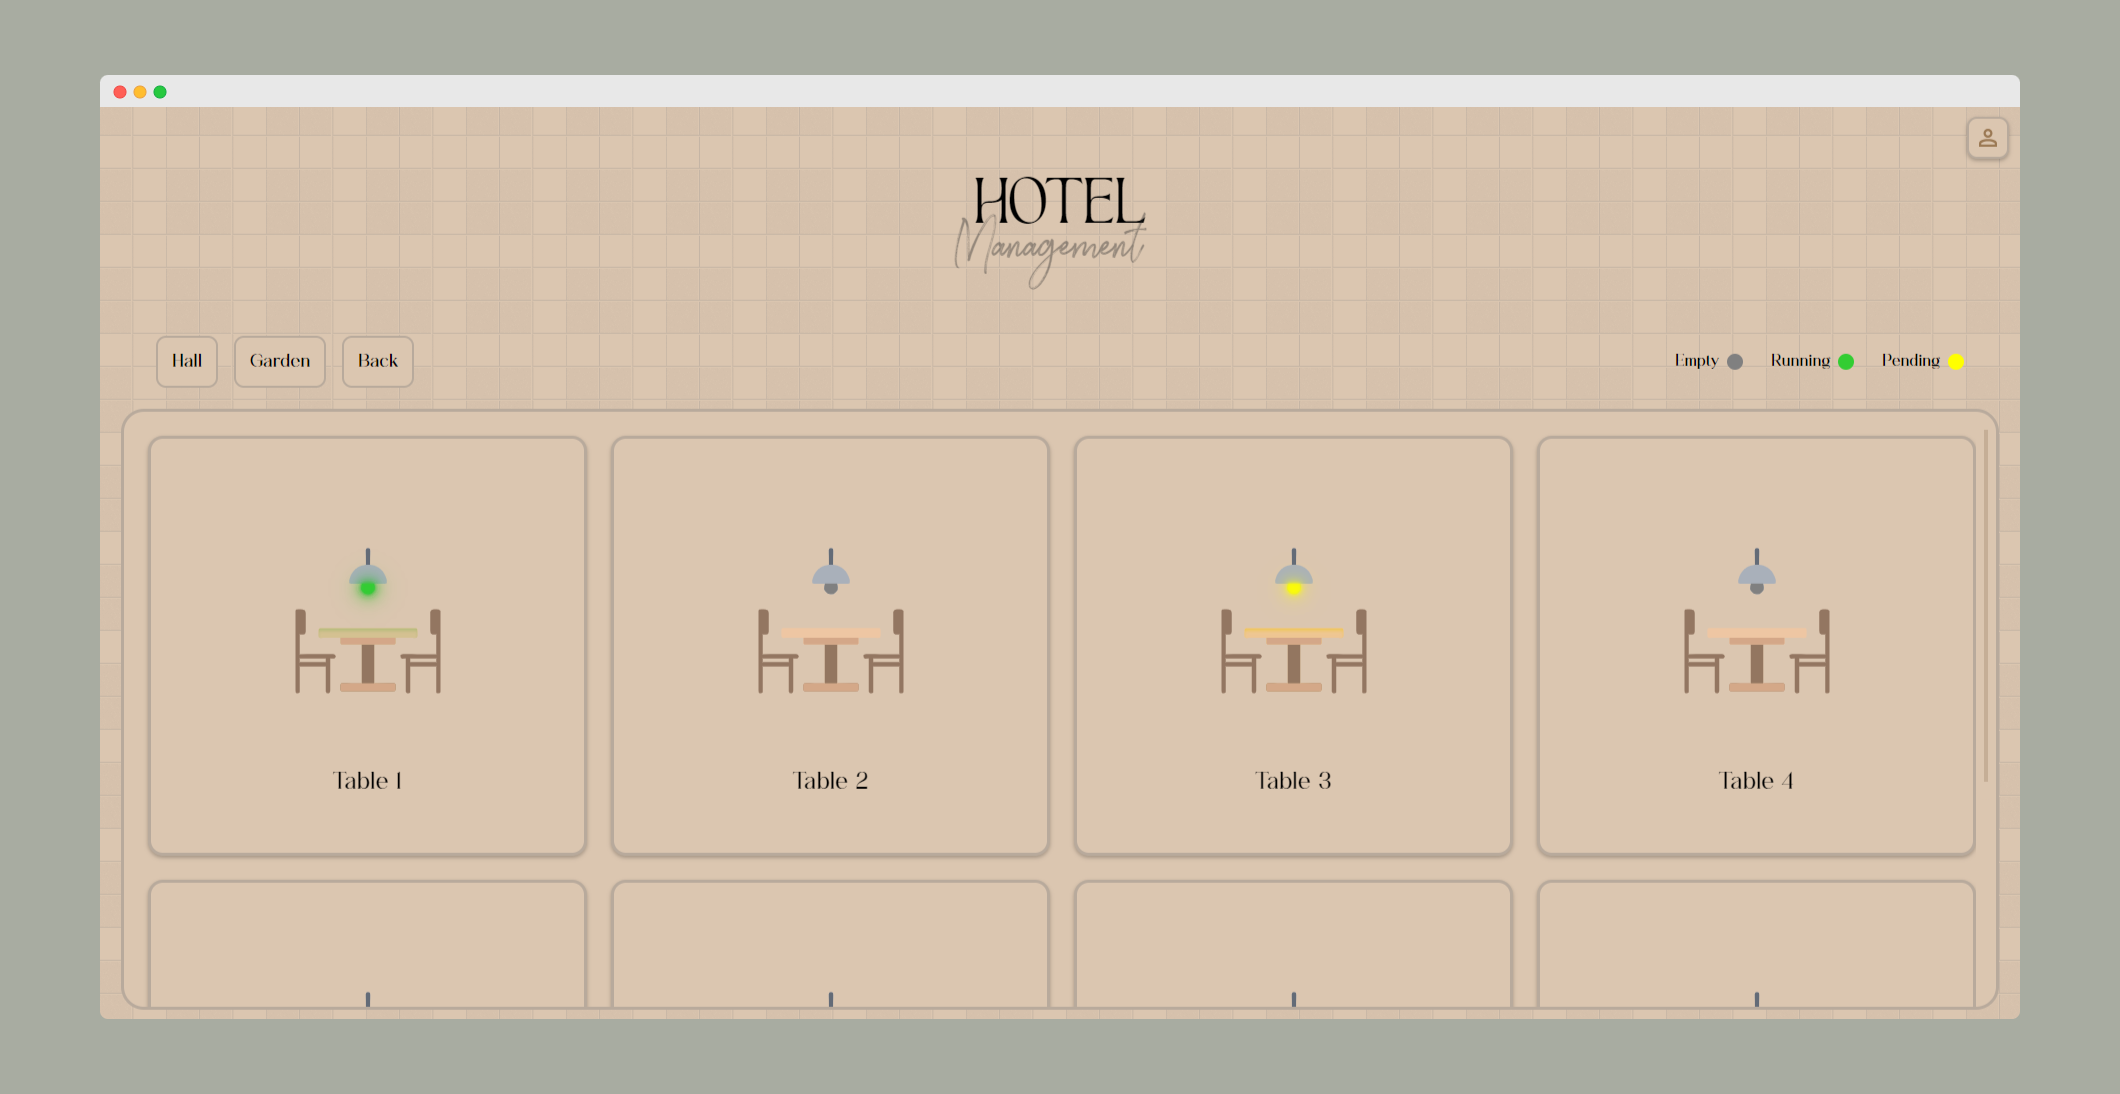 HOTEL
Management
Hall Garden Back Empty Running Pending
Table 1 Table 2 Table 3 Table 4